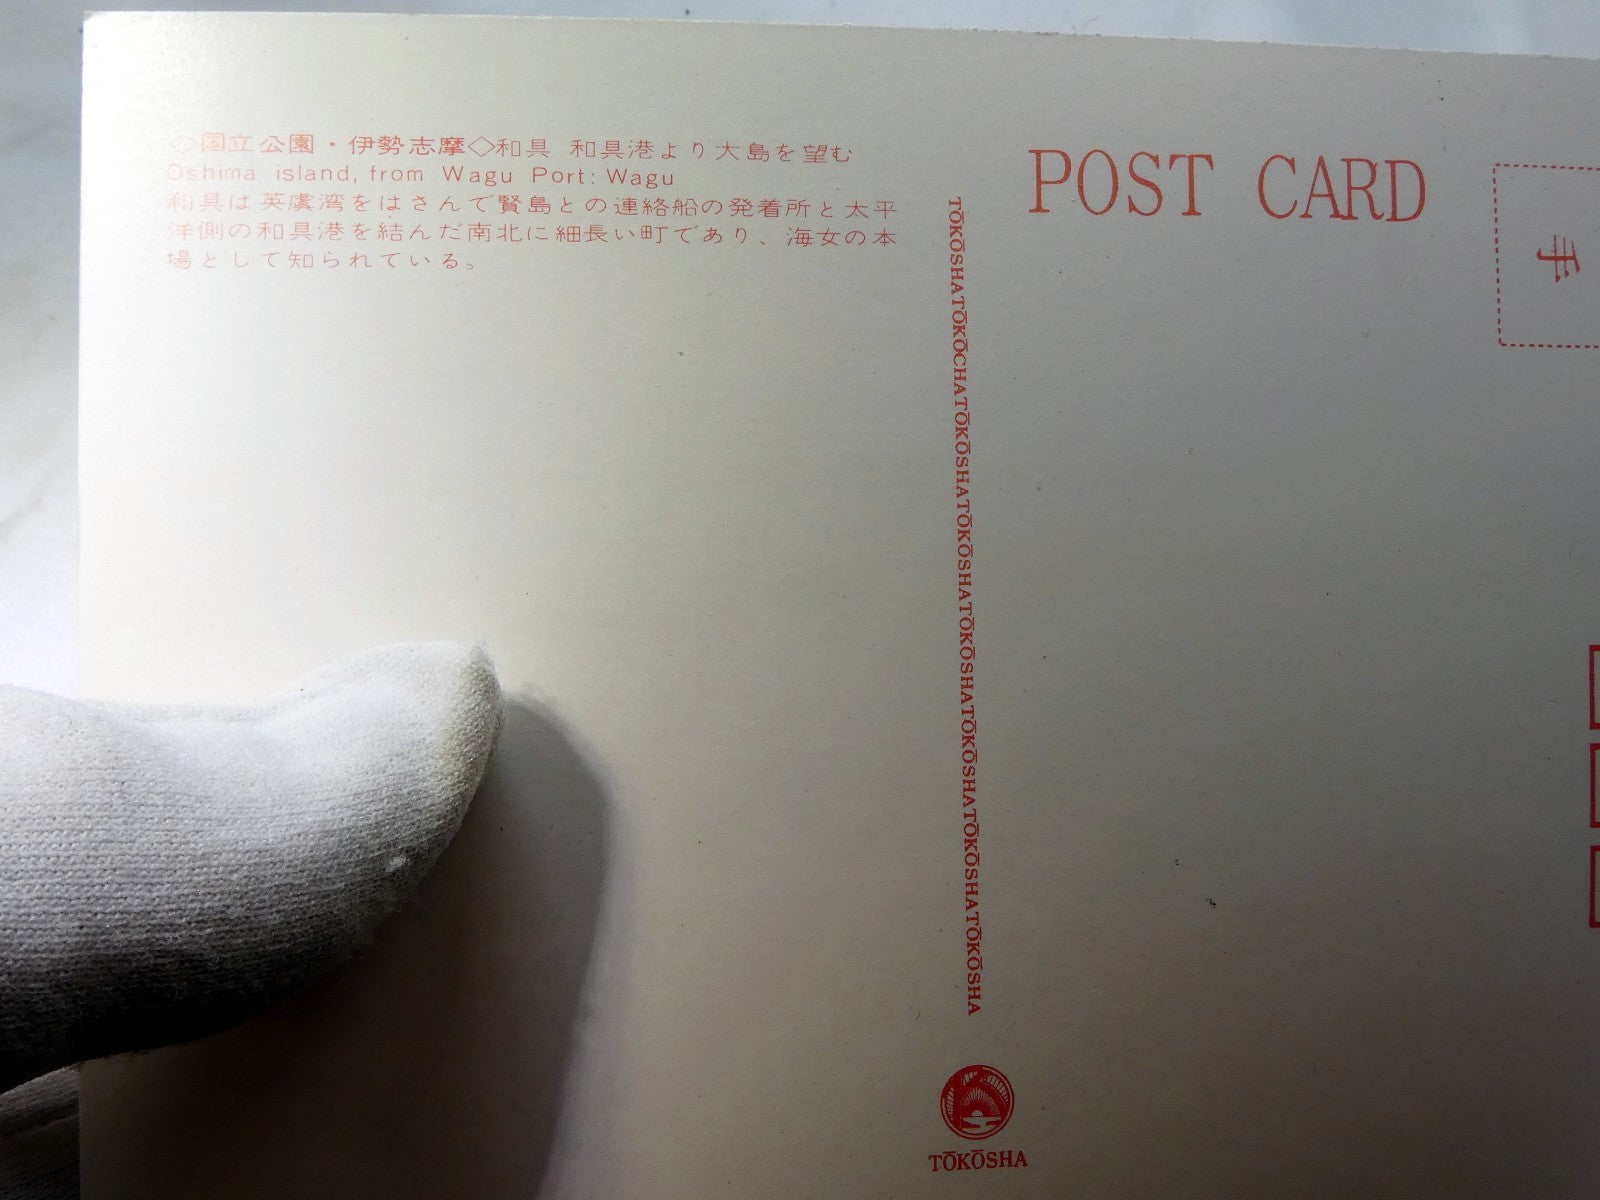 ◇国立公園・伊勢志摩◇和具 和具港より大島を望む
Oshima island, from Wagu Port: Wagu
和具は英虞湾をはさんで賢島との連絡船の発着所と太平
洋側の和具港を結んだ南北に細長い町であり、海女の本
場として知られている。
TŌKŌSHATŌKŌCHATŌKŌSHATŌKŌSHATŌKŌSHATŌKŌSHATŌKŌSHATŌKŌSHA
POST CARD
手
TŌKŌSHA